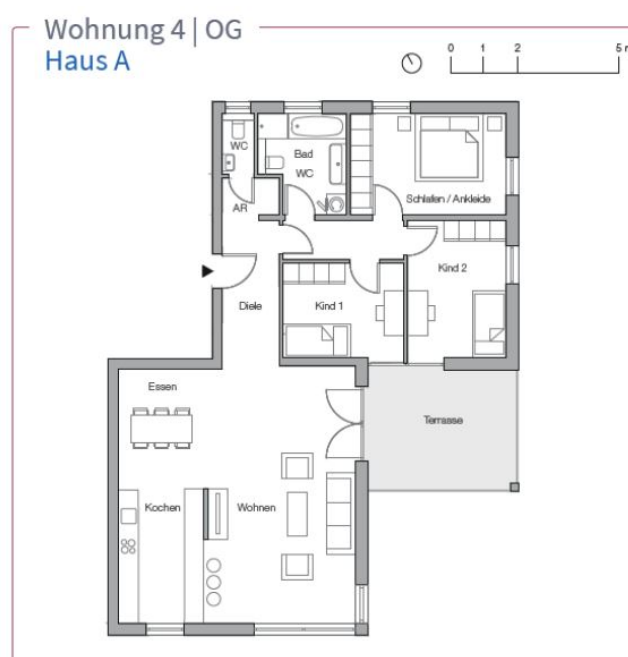 Wohnung 4 | OG
Haus A
0 1 2 5 m
WC
Bad
WC
Schlafen / Ankleide
AR
Kind 2
Diele
Kind 1
Essen
Terrasse
Kochen
Wohnen